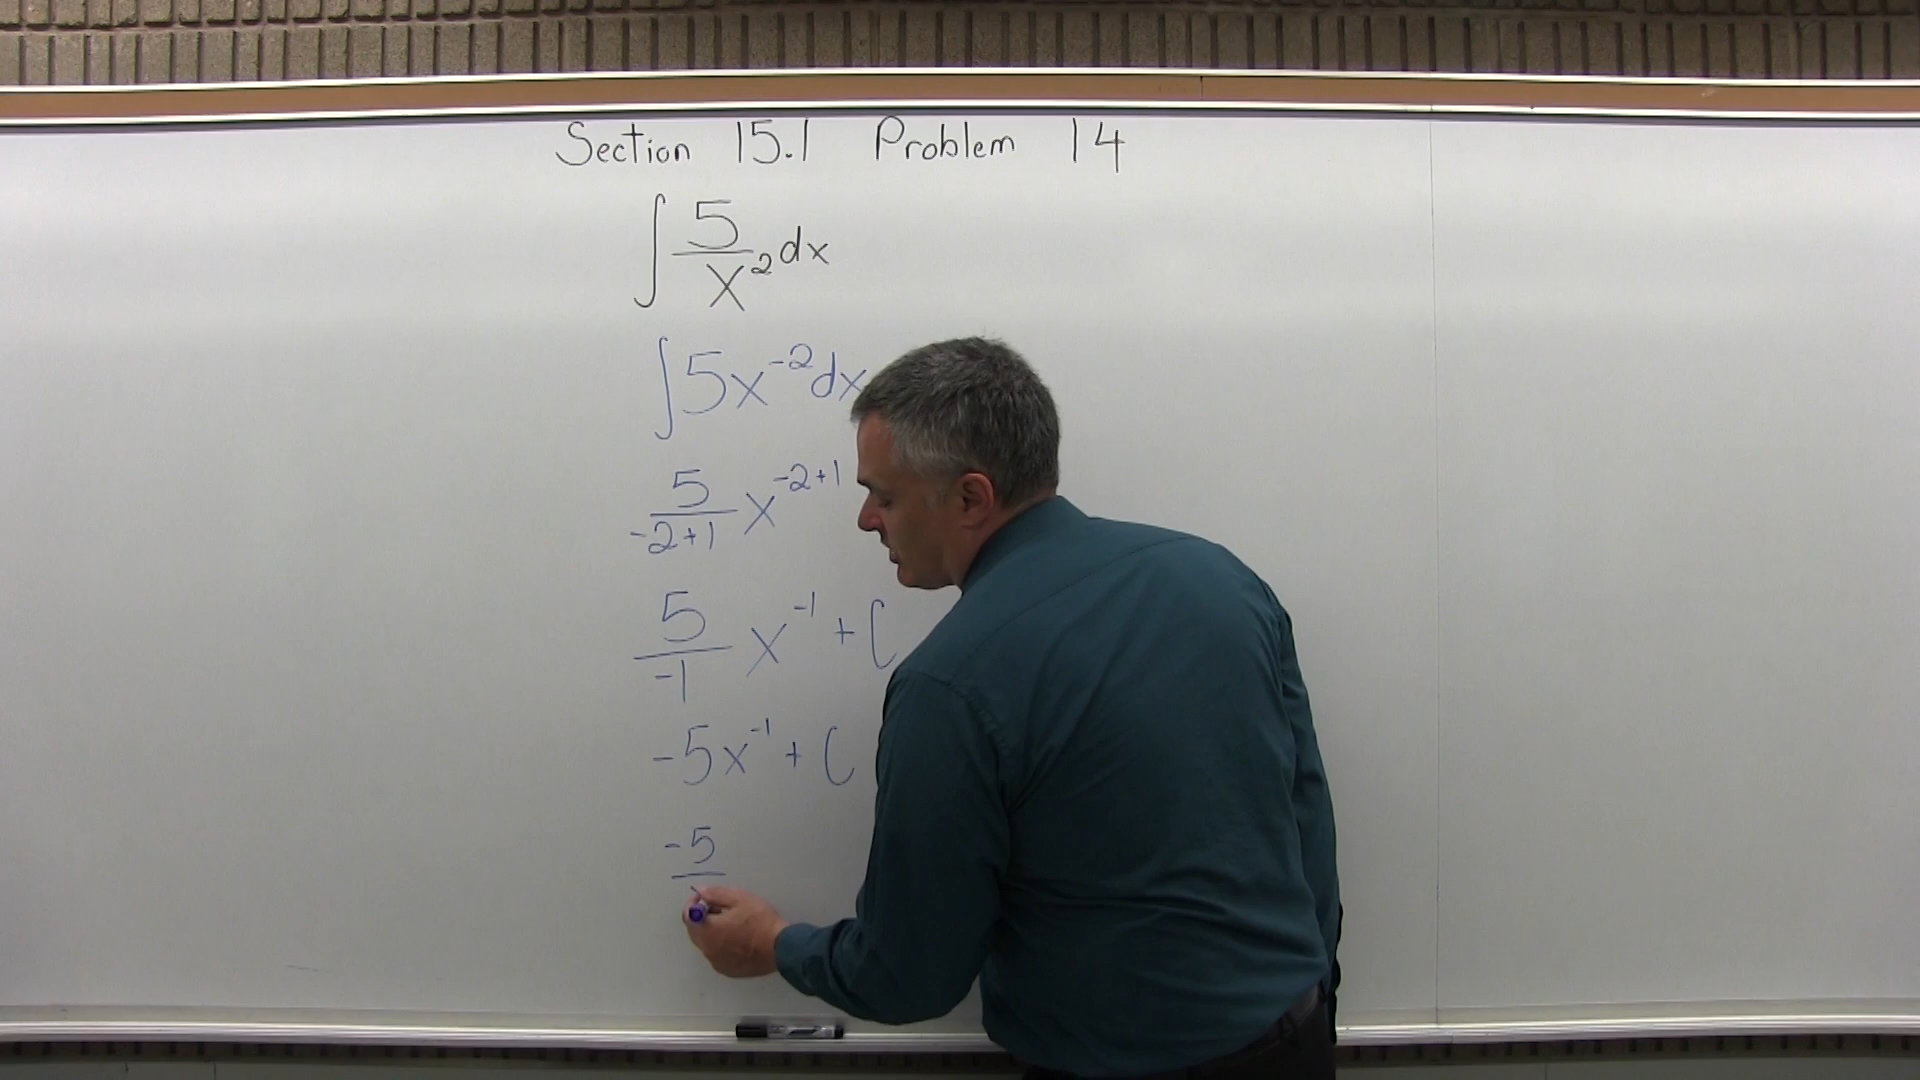 Section 15.1 Problem 14
∫ 5/x² dx
∫ 5x⁻² dx
5/(-2+1) x⁻²⁺¹
5/-1 x⁻¹ + C
-5x⁻¹ + C
-5/